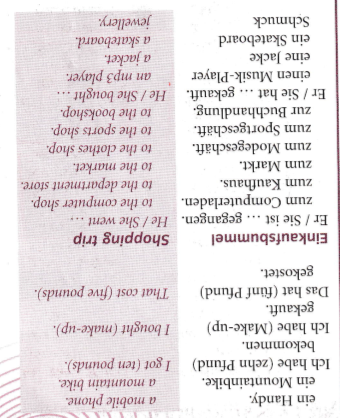 ein Handy. a mobile phone.
ein Mountainbike. a mountain bike.
Ich habe (zehn Pfund) I got (ten pounds).
bekommen.
Ich habe (Make-up) I bought (make-up).
gekauft.
Das hat (fünf Pfund) That cost (five pounds).
gekostet.
Einkaufsbummel Shopping trip
Er / Sie ist … gegangen. He / She went …
zum Computerladen. to the computer shop.
zum Kaufhaus. to the department store.
zum Markt. to the market.
zum Modegeschäft. to the clothes shop.
zum Sportgeschäft. to the sports shop.
zur Buchhandlung. to the bookshop.
Er / Sie hat … gekauft. He / She bought …
einen Musik-Player an mp3 player.
eine Jacke a jacket.
ein Skateboard a skateboard.
Schmuck jewellery.